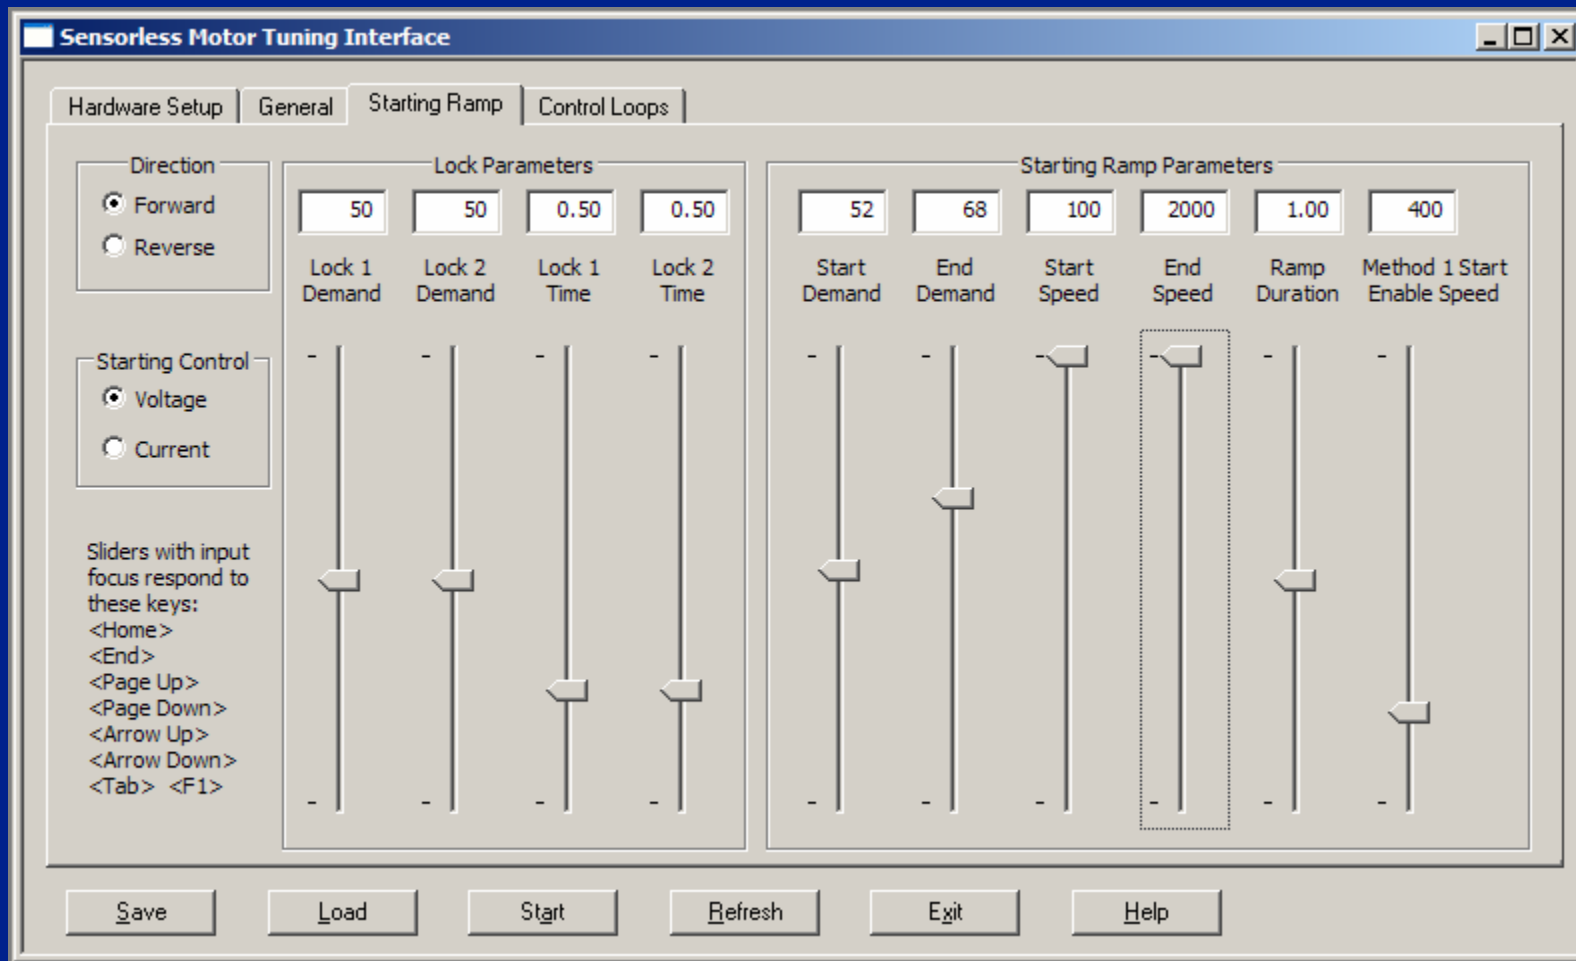 Sensorless Motor Tuning Interface
Hardware Setup General Starting Ramp Control Loops
Direction
Forward
Reverse
Starting Control
Voltage
Current
Sliders with input
focus respond to
these keys:
<Home>
<End>
<Page Up>
<Page Down>
<Arrow Up>
<Arrow Down>
<Tab> <F1>
Lock Parameters
50 50 0.50 0.50
Lock 1 Lock 2 Lock 1 Lock 2
Demand Demand Time Time
Starting Ramp Parameters
52 68 100 2000 1.00 400
Start End Start End Ramp Method 1 Start
Demand Demand Speed Speed Duration Enable Speed
Save Load Start Refresh Exit Help